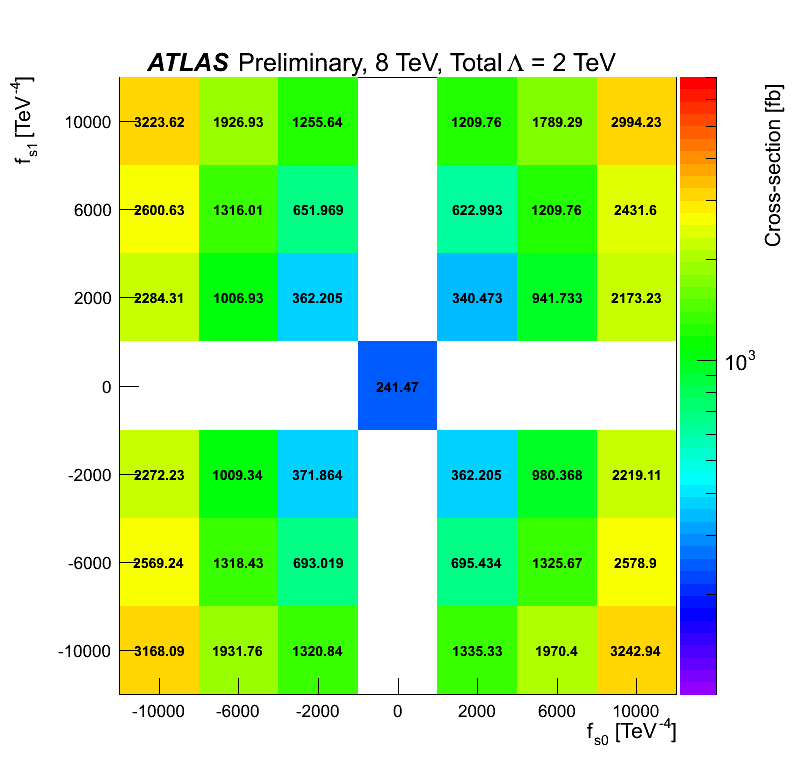 ATLAS Preliminary, 8 TeV, Total Λ = 2 TeV
f_s1 [TeV^-4]
Cross-section [fb]
10000 3223.62 1926.93 1255.64 1209.76 1789.29 2994.23
6000 2600.63 1316.01 651.969 622.993 1209.76 2431.6
2000 2284.31 1006.93 362.205 340.473 941.733 2173.23
10^3
0 241.47
-2000 2272.23 1009.34 371.864 362.205 980.368 2219.11
-6000 2569.24 1318.43 693.019 695.434 1325.67 2578.9
-10000 3168.09 1931.76 1320.84 1335.33 1970.4 3242.94
-10000 -6000 -2000 0 2000 6000 10000
f_s0 [TeV^-4]